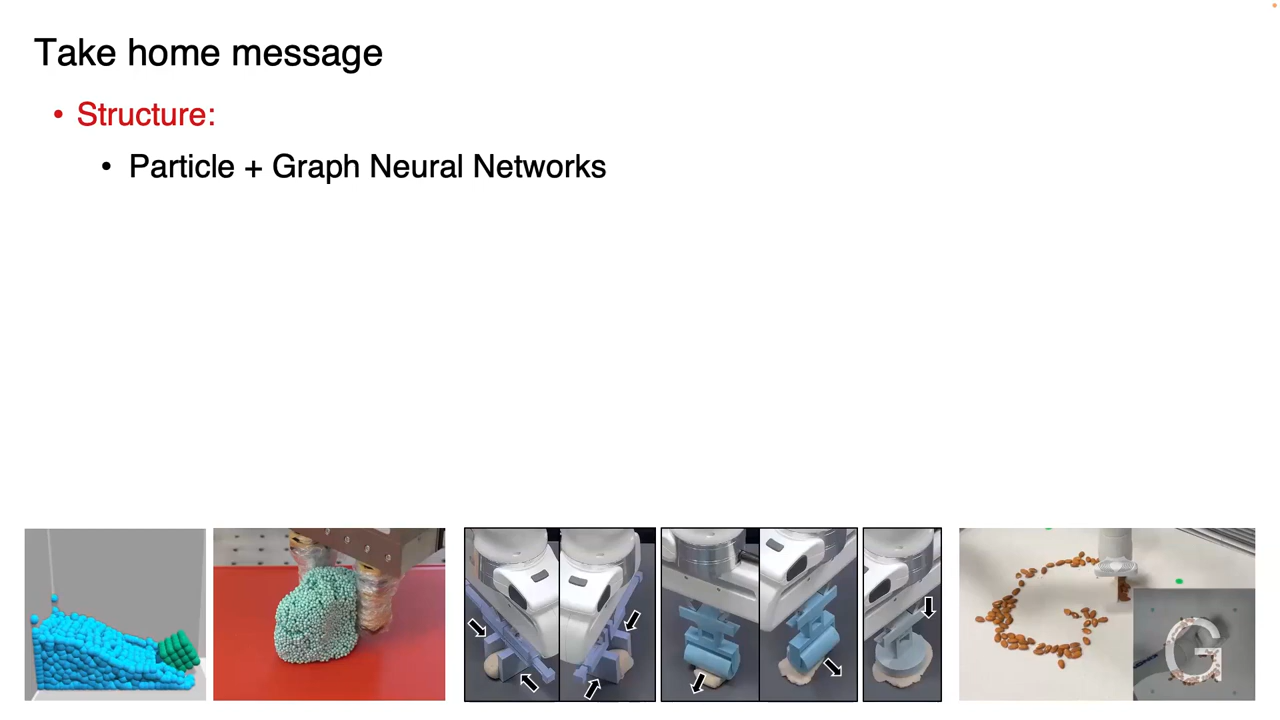 Take home message
• Structure:
• Particle + Graph Neural Networks
G